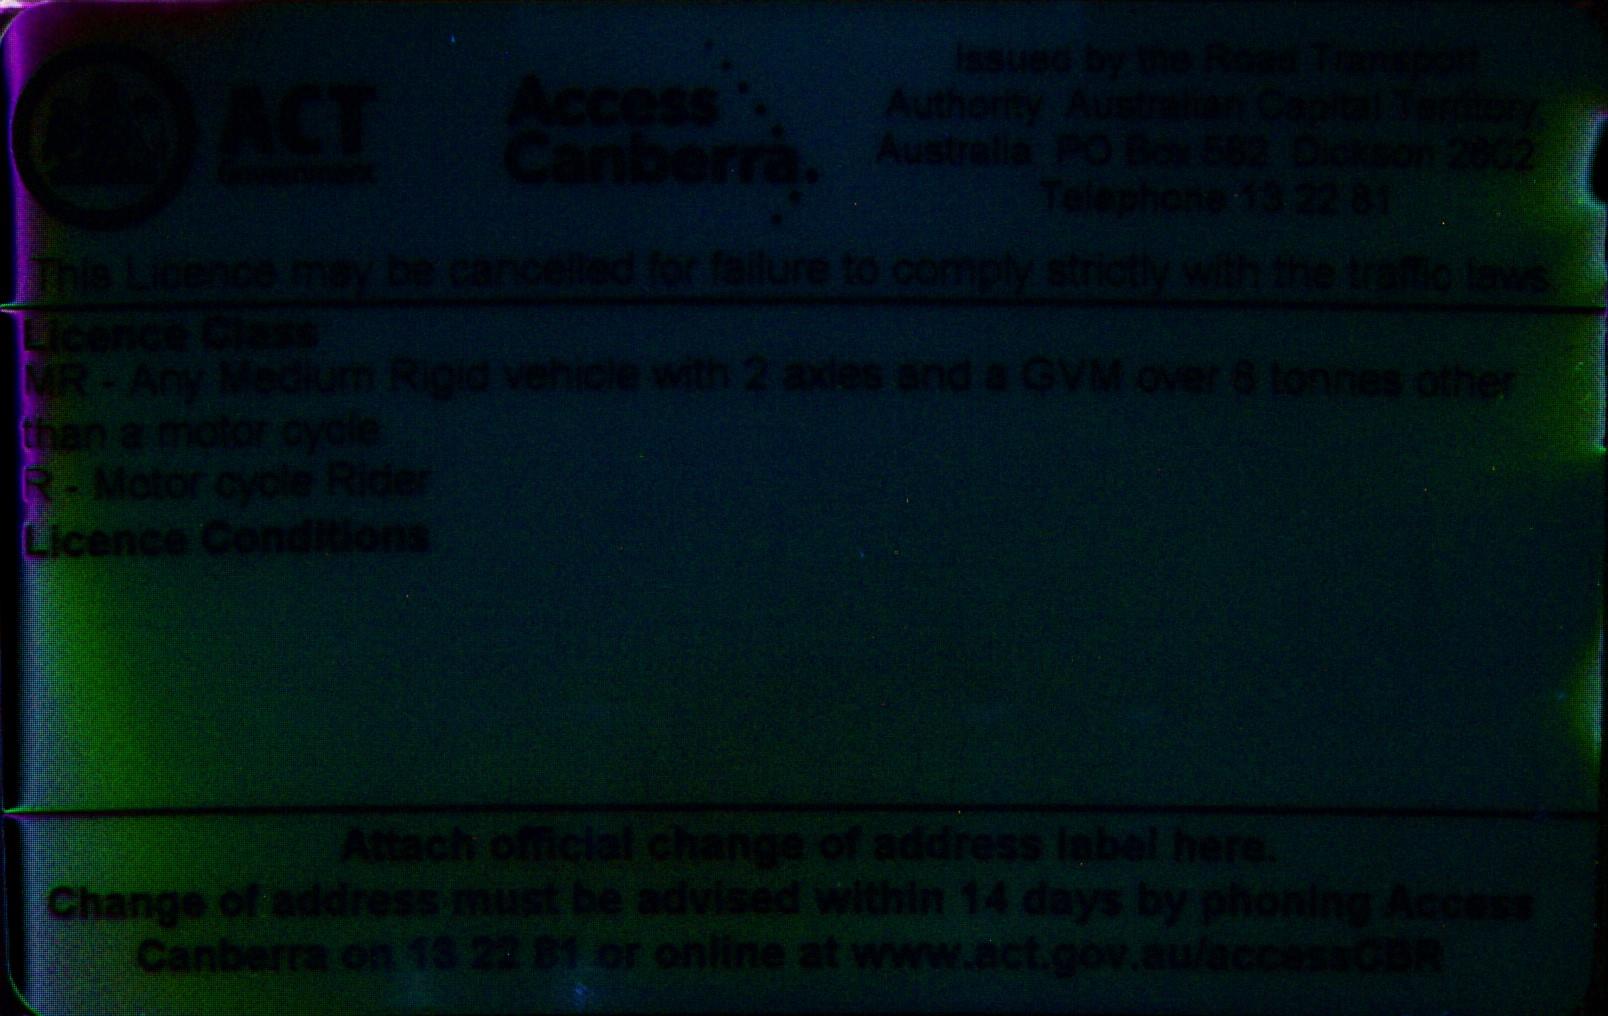 ACT
Government
Access
Canberra.
Issued by the Road Transport
Authority Australian Capital Territory
Australia PO Box 582 Dickson 2602
Telephone 13 22 81
This Licence may be cancelled for failure to comply strictly with the traffic laws.
Licence Class
MR - Any Medium Rigid vehicle with 2 axles and a GVM over 8 tonnes other
than a motor cycle
R - Motor cycle Rider
Licence Conditions
Attach official change of address label here.
Change of address must be advised within 14 days by phoning Access
Canberra on 13 22 81 or online at www.act.gov.au/accessCBR